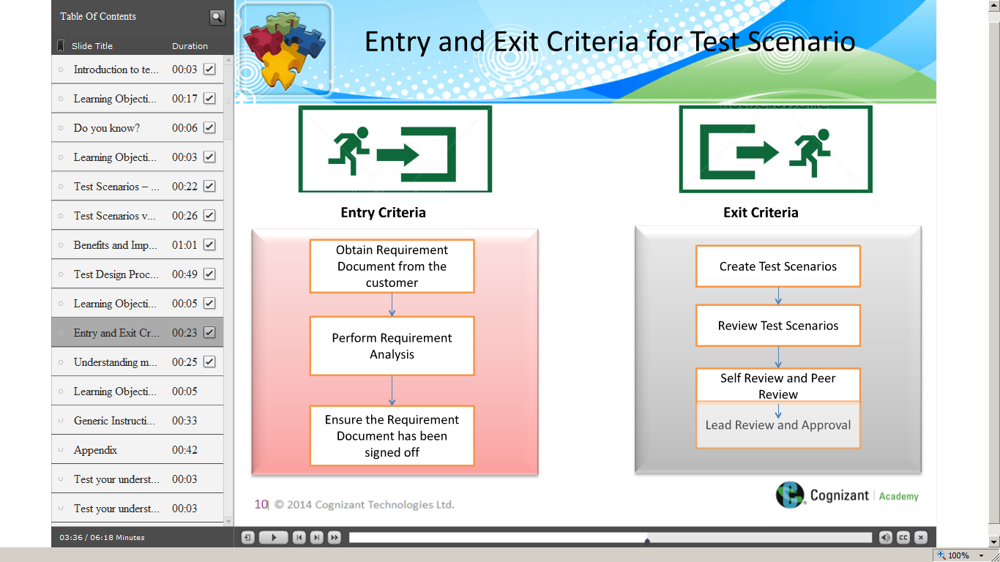 Table Of Contents
Slide Title Duration
Introduction to te... 00:03
Learning Objecti... 00:17
Do you know? 00:06
Learning Objecti... 00:03
Test Scenarios – ... 00:22
Test Scenarios v... 00:26
Benefits and Imp... 01:01
Test Design Proc... 00:49
Learning Objecti... 00:05
Entry and Exit Cr... 00:23
Understanding m... 00:25
Learning Objecti... 00:05
Generic Instructi... 00:33
Appendix 00:42
Test your underst... 00:03
Test your underst... 00:03
03:36 / 06:18 Minutes
Entry and Exit Criteria for Test Scenario
Entry Criteria
Obtain Requirement
Document from the
customer
Perform Requirement
Analysis
Ensure the Requirement
Document has been
signed off
Exit Criteria
Create Test Scenarios
Review Test Scenarios
Self Review and Peer
Review
Lead Review and Approval
10| © 2014 Cognizant Technologies Ltd.
Cognizant | Academy
CC
100%